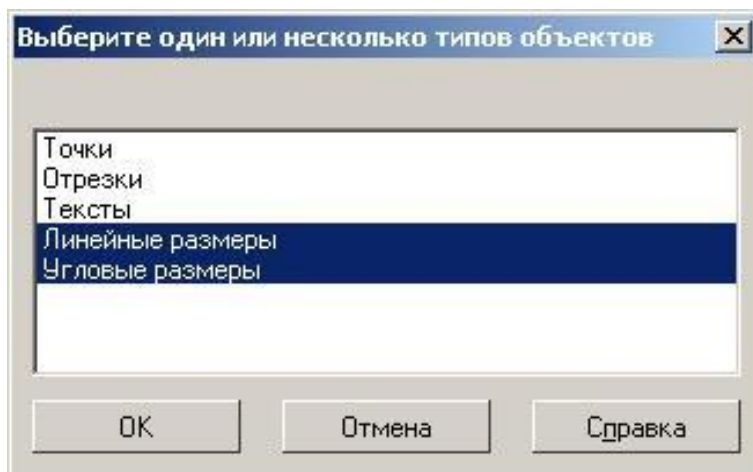 Выберите один или несколько типов объектов
Точки
Отрезки
Тексты
Линейные размеры
Угловые размеры
OK
Отмена
Справка